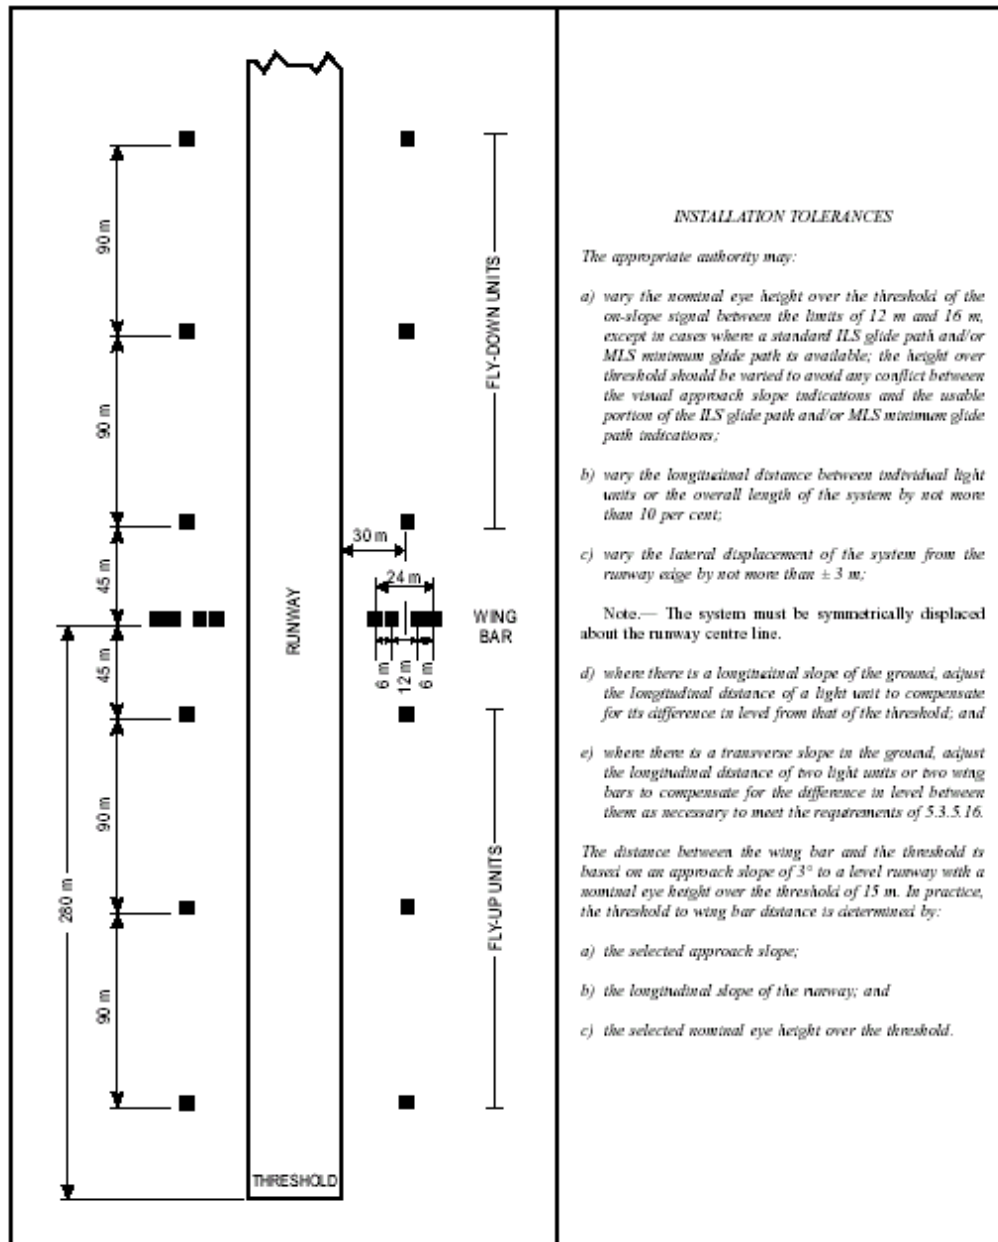 90 m
90 m
45 m
45 m
90 m
90 m
280 m
RUNWAY
THRESHOLD
30 m
24 m
6 m
12 m
6 m
FLY-DOWN UNITS
WING
BAR
FLY-UP UNITS
INSTALLATION TOLERANCES
The appropriate authority may:
a) vary the nominal eye height over the threshold of the
on-slope signal between the limits of 12 m and 16 m,
except in cases where a standard ILS glide path and/or
MLS minimum glide path is available; the height over
threshold should be varied to avoid any conflict between
the visual approach slope indications and the usable
portion of the ILS glide path and/or MLS minimum glide
path indications;
b) vary the longitudinal distance between individual light
units or the overall length of the system by not more
than 10 per cent;
c) vary the lateral displacement of the system from the
runway edge by not more than ± 3 m;
Note.— The system must be symmetrically displaced
about the runway centre line.
d) where there is a longitudinal slope of the ground, adjust
the longitudinal distance of a light unit to compensate
for its difference in level from that of the threshold; and
e) where there is a transverse slope in the ground, adjust
the longitudinal distance of two light units or two wing
bars to compensate for the difference in level between
them as necessary to meet the requirements of 5.3.5.16.
The distance between the wing bar and the threshold is
based on an approach slope of 3° to a level runway with a
nominal eye height over the threshold of 15 m. In practice,
the threshold to wing bar distance is determined by:
a) the selected approach slope;
b) the longitudinal slope of the runway; and
c) the selected nominal eye height over the threshold.